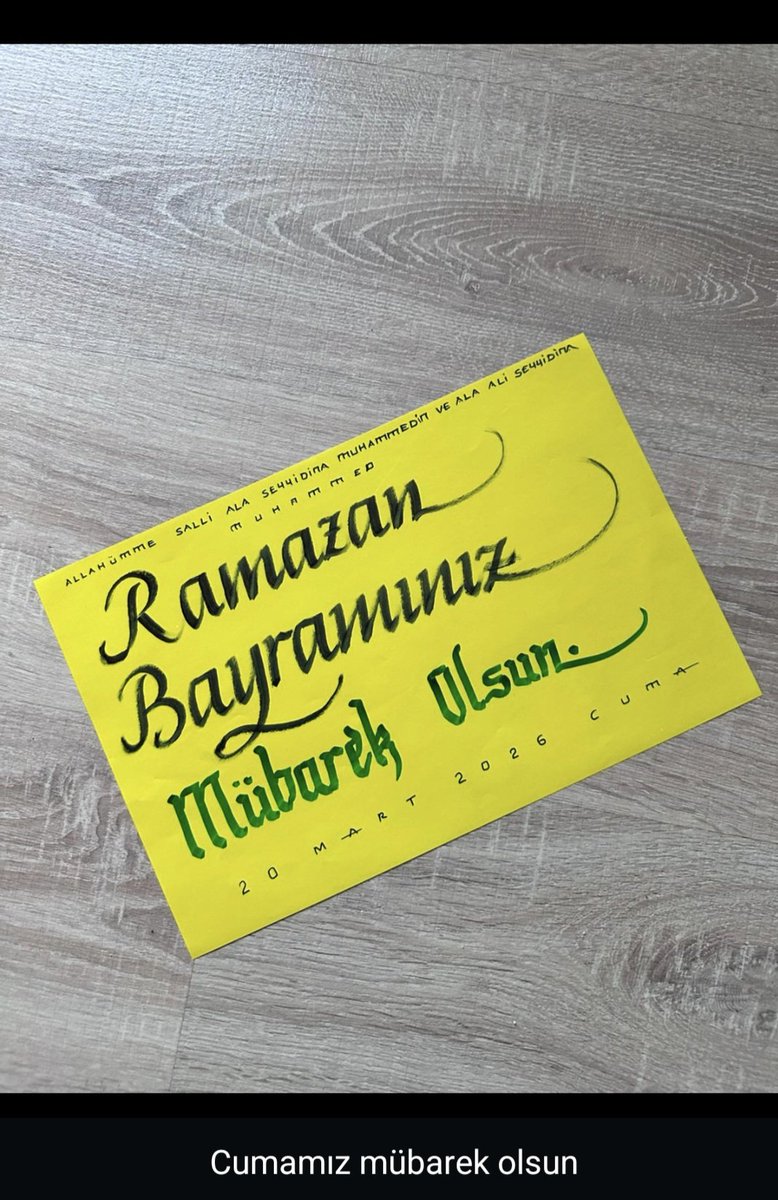 ALLAHÜMME SALLİ ALA SEYYİDİNA MUHAMMEDİN VE ALA ALİ SEYYİDİNA
MUHAMMED
Ramazan
Bayramınız
Mübarek Olsun.
20 MART 2026 CUMA
Cumamız mübarek olsun